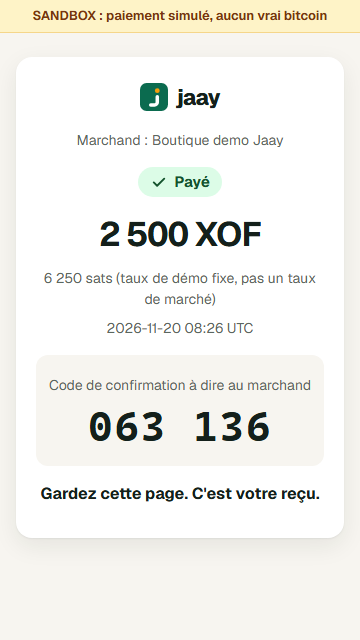 SANDBOX : paiement simulé, aucun vrai bitcoin
jaay
Marchand : Boutique demo Jaay
Payé
2 500 XOF
6 250 sats (taux de démo fixe, pas un taux
de marché)
2026-11-20 08:26 UTC
Code de confirmation à dire au marchand
063 136
Gardez cette page. C'est votre reçu.